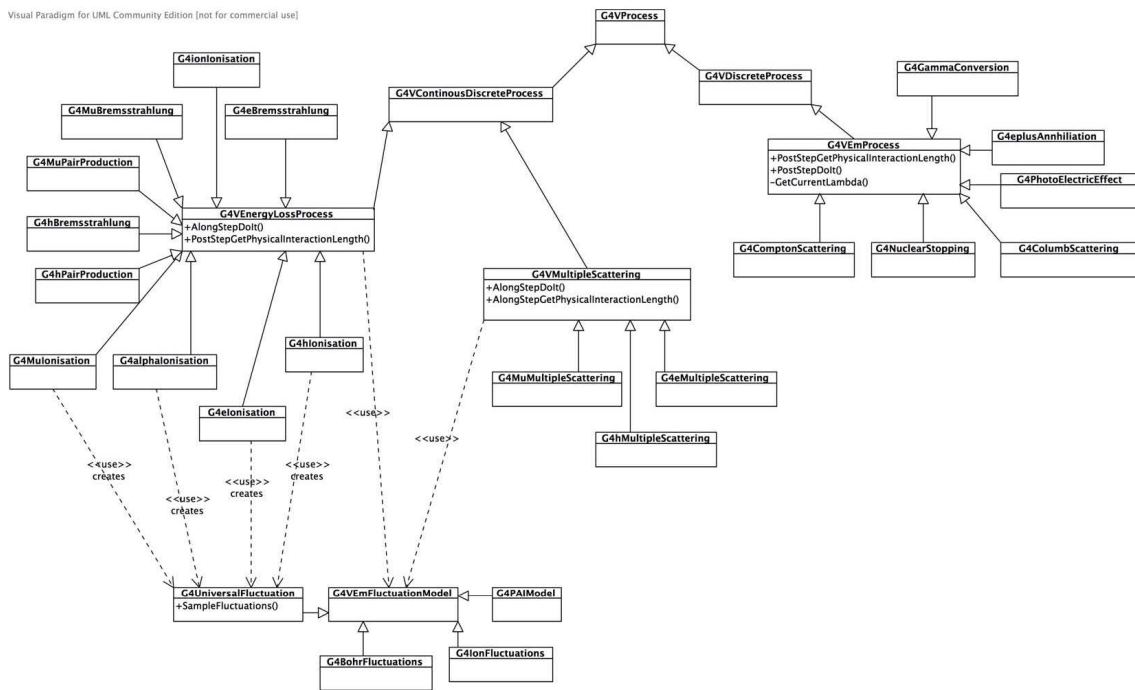 Visual Paradigm for UML Community Edition [not for commercial use]
G4VProcess
G4ionIonisation
G4GammaConversion
G4VDiscreteProcess
G4VContinousDiscreteProcess
G4MuBremsstrahlung
G4eBremsstrahlung
G4eplusAnnhiliation
G4VEmProcess
+PostStepGetPhysicalInteractionLength()
+PostStepDoIt()
-GetCurrentLambda()
G4MuPairProduction
G4PhotoElectricEffect
G4VEnergyLossProcess
+AlongStepDoIt()
+PostStepGetPhysicalInteractionLength()
G4hBremsstrahlung
G4ComptonScattering
G4NuclearStopping
G4ColumbScattering
G4hPairProduction
G4VMultipleScattering
+AlongStepDoIt()
+AlongStepGetPhysicalInteractionLength()
G4hIonisation
G4MuIonisation
G4alphaIonisation
G4MuMultipleScattering
G4eMultipleScattering
G4eIonisation
<<use>>
G4hMultipleScattering
<<use>>
<<use>>
creates
<<use>>
creates
<<use>>
creates
<<use>>
creates
G4UniversalFluctuation
+SampleFluctuations()
G4VEmFluctuationModel
G4PAIModel
G4BohrFluctuations
G4IonFluctuations